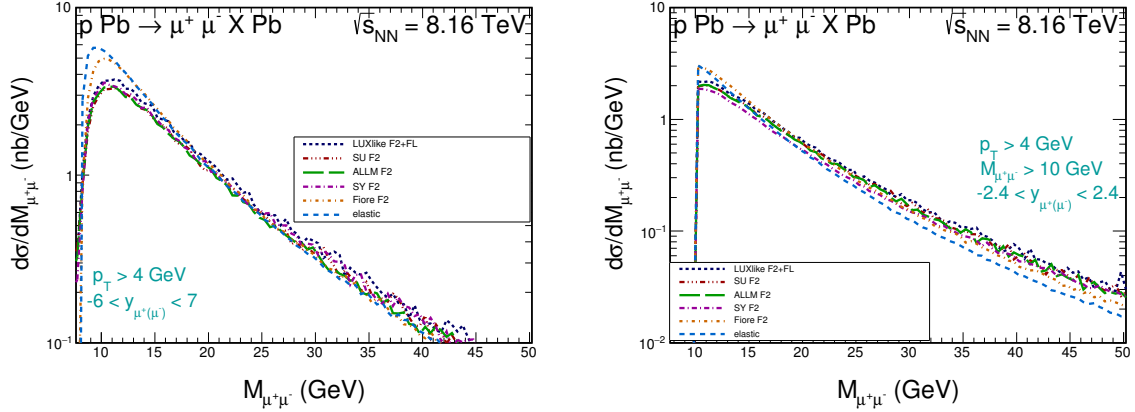 p Pb → μ⁺ μ⁻ X Pb √s_NN = 8.16 TeV
dσ/dM_μ⁺μ⁻ (nb/GeV)
10
1
10⁻¹
LUXlike F2+FL
SU F2
ALLM F2
SY F2
Fiore F2
elastic
p_T > 4 GeV
-6 < y_μ⁺(μ⁻) < 7
10 15 20 25 30 35 40 45 50
M_μ⁺μ⁻ (GeV)
p Pb → μ⁺ μ⁻ X Pb √s_NN = 8.16 TeV
dσ/dM_μ⁺μ⁻ (nb/GeV)
10
1
10⁻¹
10⁻²
p_T > 4 GeV
M_μ⁺μ⁻ > 10 GeV
-2.4 < y_μ⁺(μ⁻) < 2.4
LUXlike F2+FL
SU F2
ALLM F2
SY F2
Fiore F2
elastic
10 15 20 25 30 35 40 45 50
M_μ⁺μ⁻ (GeV)